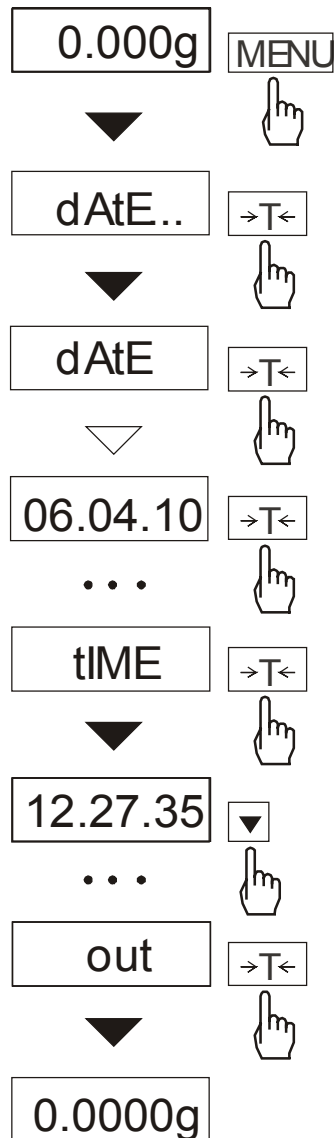 0.000g MENU
dAtE.. →T←
dAtE →T←
06.04.10 →T←
• • •
tIME →T←
12.27.35 ▼
• • •
out →T←
0.0000g